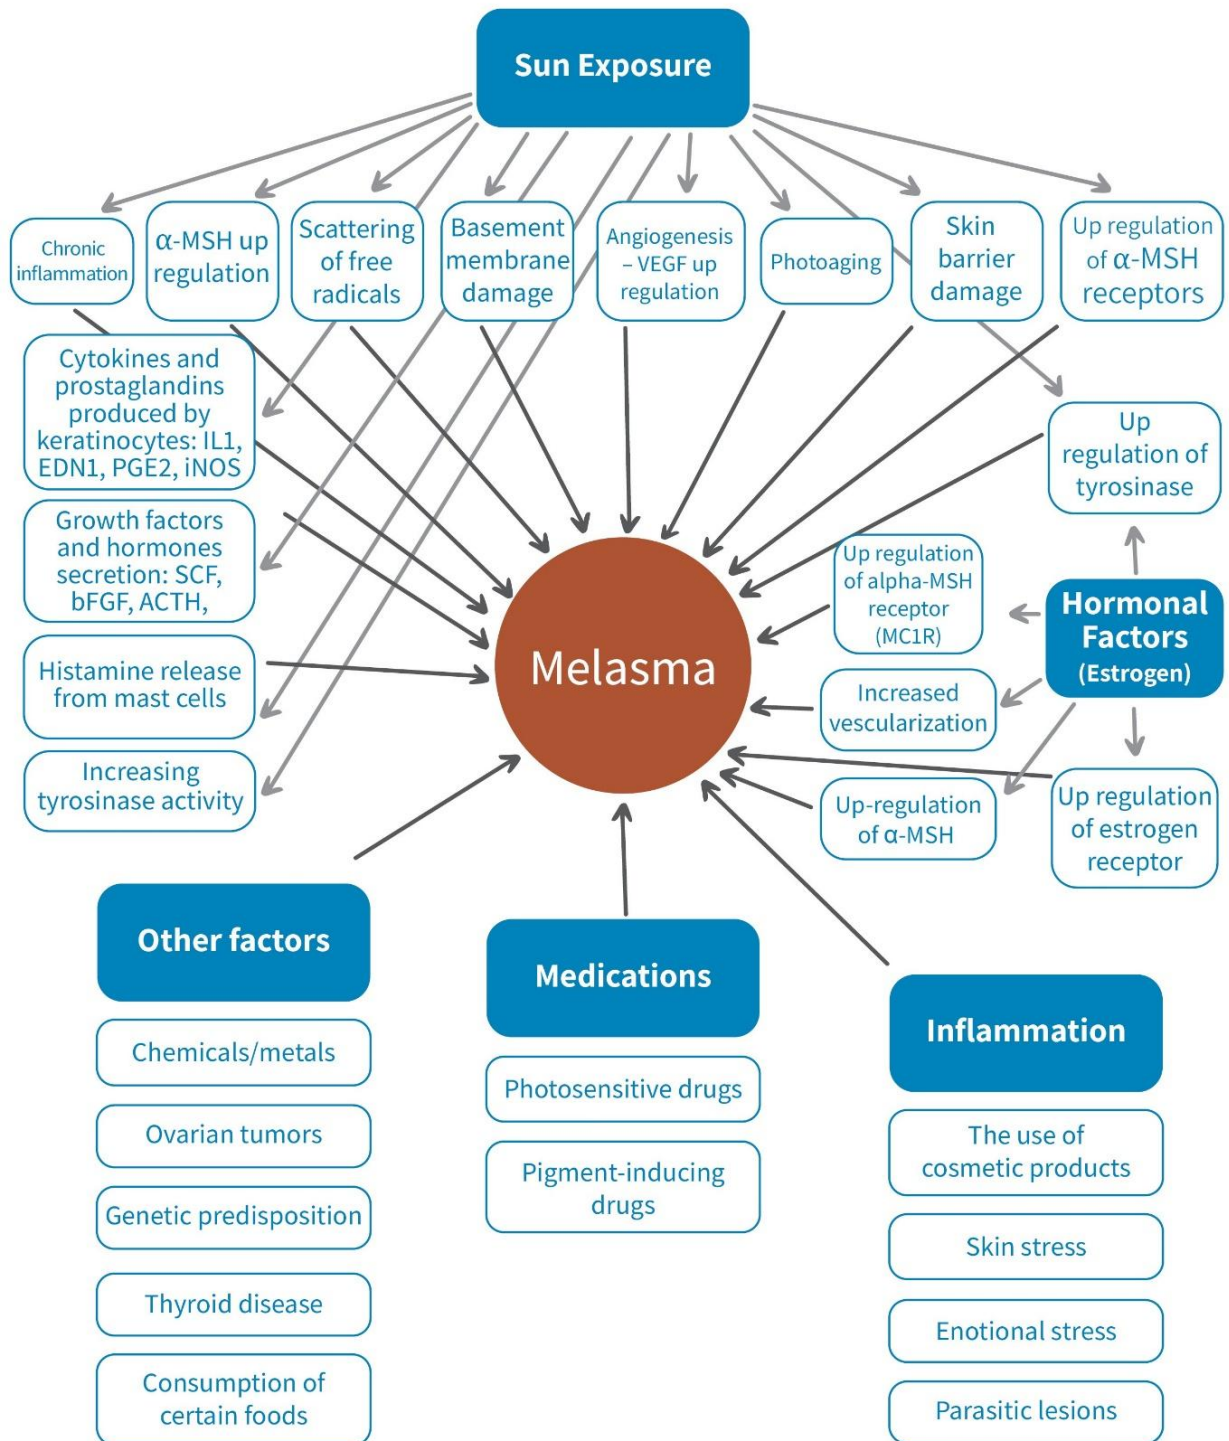 Sun Exposure
Chronic
inflammation
α-MSH up
regulation
Scattering
of free
radicals
Basement
membrane
damage
Angiogenesis
– VEGF up
regulation
Photoaging
Skin
barrier
damage
Up regulation
of α-MSH
receptors
Cytokines and
prostaglandins
produced by
keratinocytes: IL1,
EDN1, PGE2, iNOS
Growth factors
and hormones
secretion: SCF,
bFGF, ACTH,
Histamine release
from mast cells
Increasing
tyrosinase activity
Melasma
Up
regulation of
tyrosinase
Up regulation
of alpha-MSH
receptor
(MC1R)
Hormonal
Factors
(Estrogen)
Increased
vescularization
Up-regulation
of α-MSH
Up regulation
of estrogen
receptor
Other factors
Chemicals/metals
Ovarian tumors
Genetic predisposition
Thyroid disease
Consumption of
certain foods
Medications
Photosensitive drugs
Pigment-inducing
drugs
Inflammation
The use of
cosmetic products
Skin stress
Enotional stress
Parasitic lesions